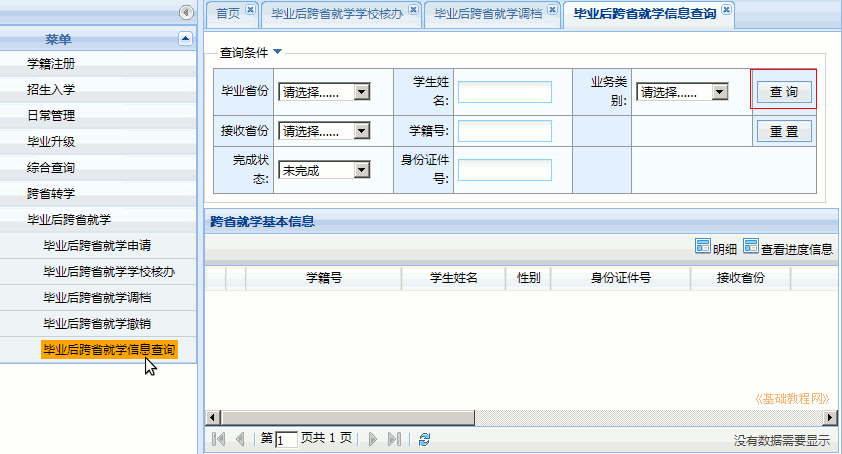 首页 毕业后跨省就学学校核办 毕业后跨省就学调档 毕业后跨省就学信息查询
菜单
学籍注册
招生入学
日常管理
毕业升级
综合查询
跨省转学
毕业后跨省就学
毕业后跨省就学申请
毕业后跨省就学学校核办
毕业后跨省就学调档
毕业后跨省就学撤销
毕业后跨省就学信息查询
查询条件
毕业省份 请选择...... 学生姓名: 业务类别: 请选择...... 查 询
接收省份 请选择...... 学籍号: 重 置
完成状态: 未完成 身份证件号:
跨省就学基本信息
明细 查看进度信息
学籍号 学生姓名 性别 身份证件号 接收省份
《基础教程网》
第 1 页共 1 页 没有数据需要显示